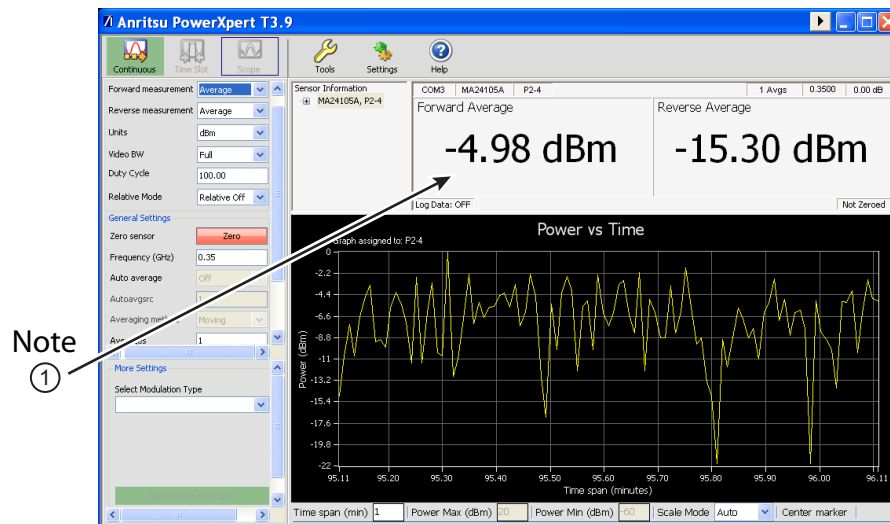 Anritsu PowerXpert T3.9
Continuous
Time Slot
Scope
Tools
Settings
Help
Forward measurement Average
Reverse measurement Average
Units dBm
Video BW Full
Duty Cycle 100.00
Relative Mode Relative Off
General Settings
Zero sensor Zero
Frequency (GHz) 0.35
Auto average Off
Autoavgsrc 1
Averaging Moving
1
More Settings
Select Modulation Type
Sensor Information
MA24105A, P2-4
COM3 MA24105A P2-4 1 Avgs 0.3500 0.00 dB
Forward Average
-4.98 dBm
Reverse Average
-15.30 dBm
Log Data: OFF
Not Zeroed
Power vs Time
Graph assigned to: P2-4
Power (dBm)
0
-2.2
-4.4
-6.6
-8.8
-11
-13.2
-15.4
-17.6
-19.8
-22
95.11 95.20 95.30 95.40 95.50 95.60 95.70 95.80 95.90 96.00 96.11
Time span (minutes)
Time span (min) 1 Power Max (dBm) 20 Power Min (dBm) -60 Scale Mode Auto Center marker
Note
1